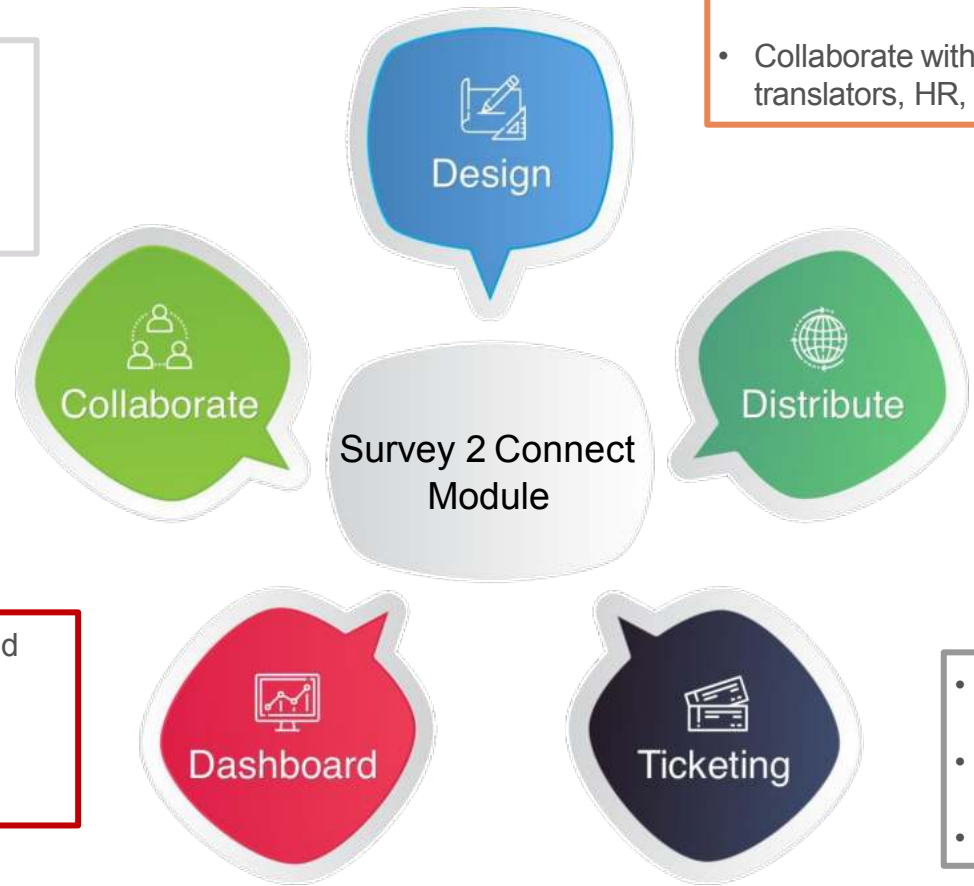 • Collaborate with
translators, HR,
Design
Collaborate
Distribute
Survey 2 Connect
Module
d
Dashboard
Ticketing
•
•
•